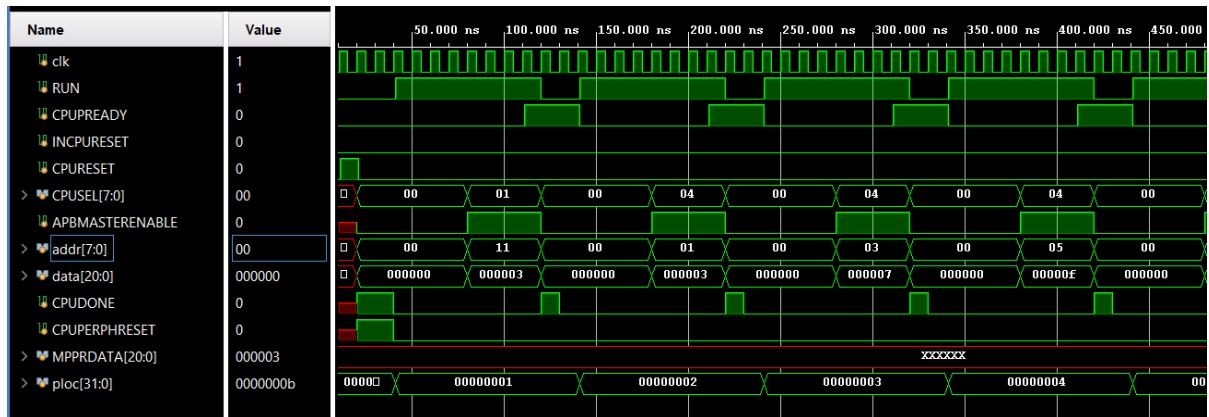 Name Value
50.000 ns 100.000 ns 150.000 ns 200.000 ns 250.000 ns 300.000 ns 350.000 ns 400.000 ns 450.000
clk 1
RUN 1
CPUPREADY 0
INCPURESET 0
CPURESET 0
CPUSEL[7:0] 00 00 01 00 04 00 04 00 04 00
APBMASTERENABLE 0
addr[7:0] 00 00 11 00 01 00 03 00 05 00
data[20:0] 000000 000000 000003 000000 000003 000000 000007 000000 00000f 000000
CPUDONE 0
CPUPERPHRESET 0
MPPRDATA[20:0] 000003 XXXXXX
ploc[31:0] 0000000b 0000 00000001 00000002 00000003 00000004 00